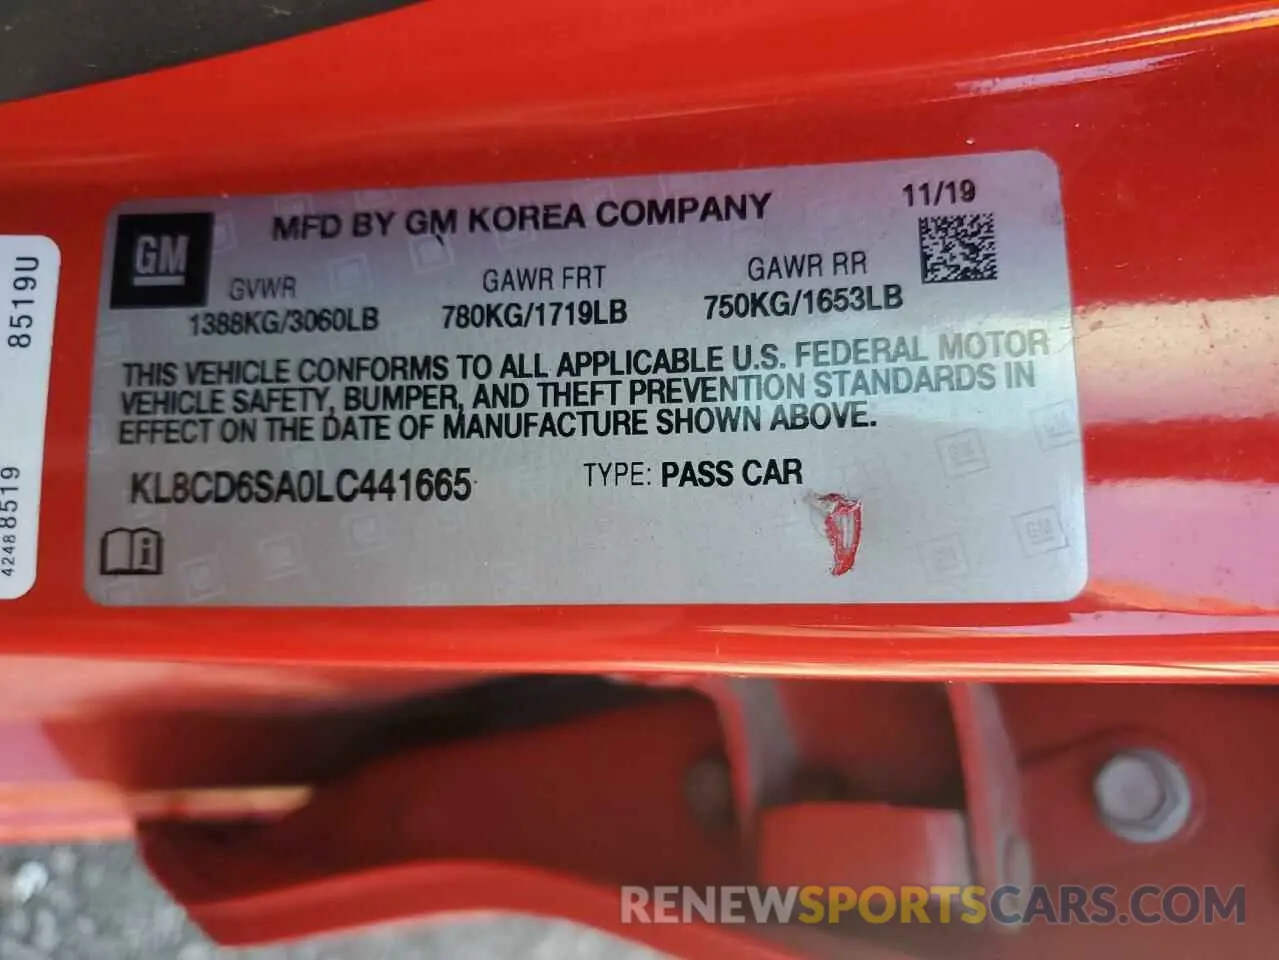 MFD BY GM KOREA COMPANY
11/19
GM
GVWR
GAWR FRT
GAWR RR
1388KG/3060LB
780KG/1719LB
750KG/1653LB
THIS VEHICLE CONFORMS TO ALL APPLICABLE U.S. FEDERAL MOTOR
VEHICLE SAFETY, BUMPER, AND THEFT PREVENTION STANDARDS IN
EFFECT ON THE DATE OF MANUFACTURE SHOWN ABOVE.
KL8CD6SA0LC441665
TYPE: PASS CAR
42488519
8519U
RENEWSPORTSCARS.COM